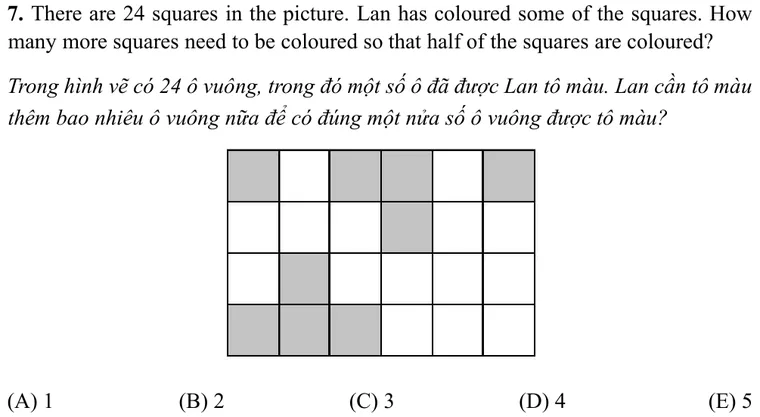 7. There are 24 squares in the picture. Lan has coloured some of the squares. How
many more squares need to be coloured so that half of the squares are coloured?
Trong hình vẽ có 24 ô vuông, trong đó một số ô đã được Lan tô màu. Lan cần tô màu
thêm bao nhiêu ô vuông nữa để có đúng một nửa số ô vuông được tô màu?
(A) 1 (B) 2 (C) 3 (D) 4 (E) 5